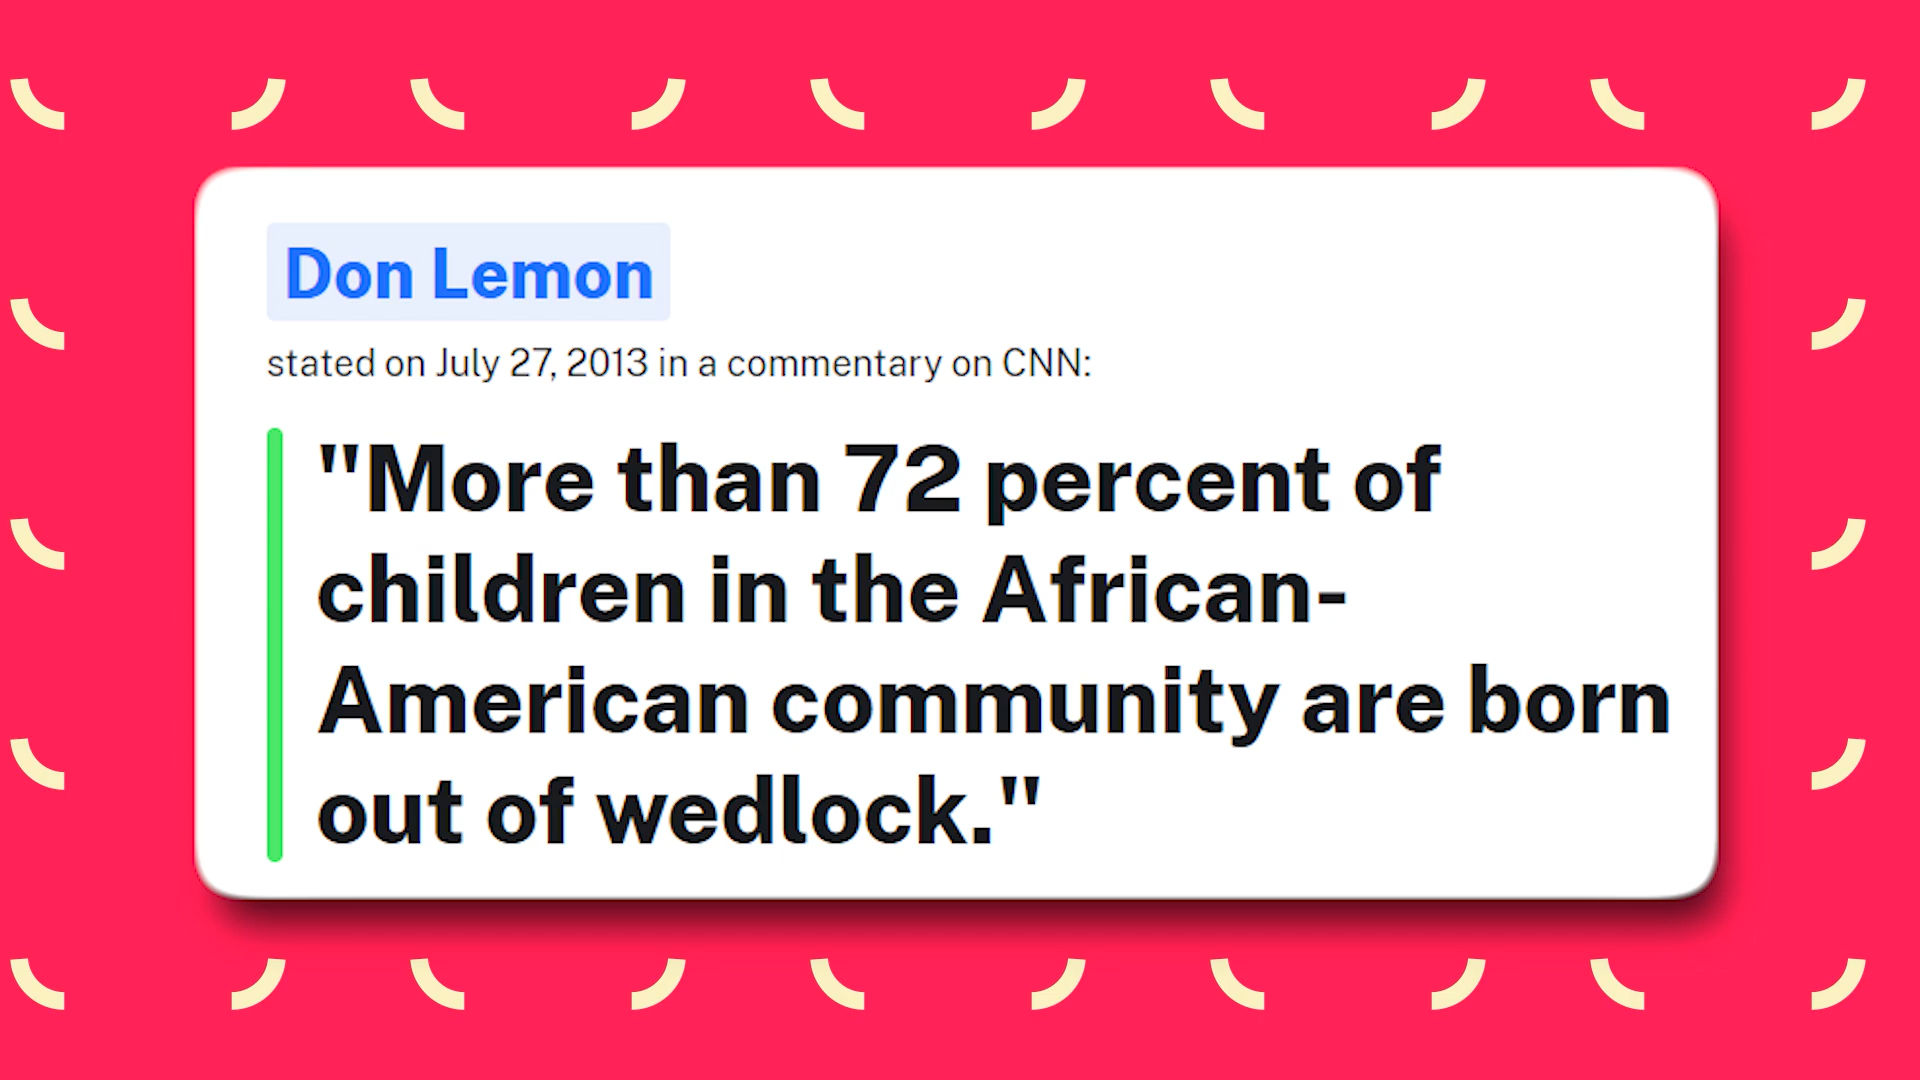 Don Lemon
stated on July 27, 2013 in a commentary on CNN:
"More than 72 percent of
children in the African-
American community are born
out of wedlock."